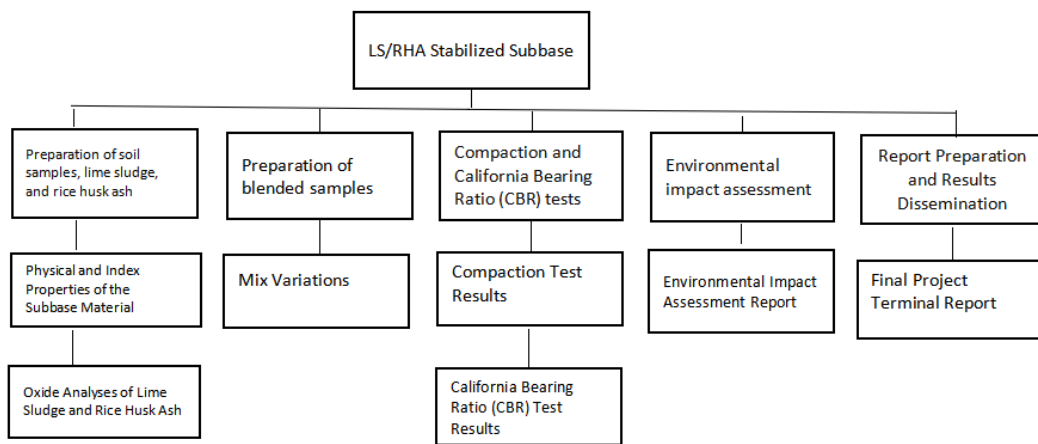 LS/RHA Stabilized Subbase
Preparation of soil
samples, lime sludge,
and rice husk ash
Preparation of
blended samples
Compaction and
California Bearing
Ratio (CBR) tests
Environmental
impact assessment
Report Preparation
and Results
Dissemination
Physical and Index
Properties of the
Subbase Material
Mix Variations
Compaction Test
Results
Environmental Impact
Assessment Report
Final Project
Terminal Report
Oxide Analyses of Lime
Sludge and Rice Husk Ash
California Bearing
Ratio (CBR) Test
Results